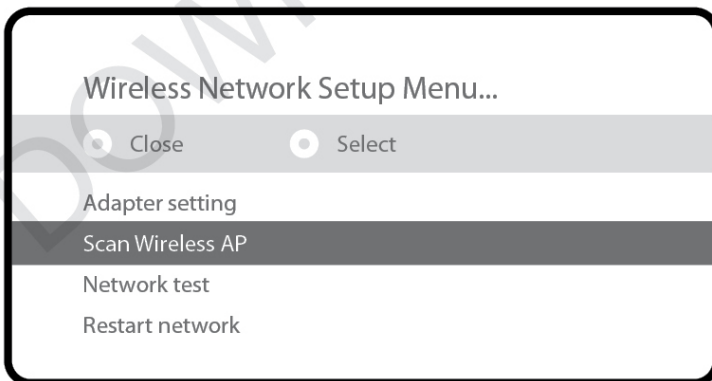 Wireless Network Setup Menu...
Close Select
Adapter setting
Scan Wireless AP
Network test
Restart network